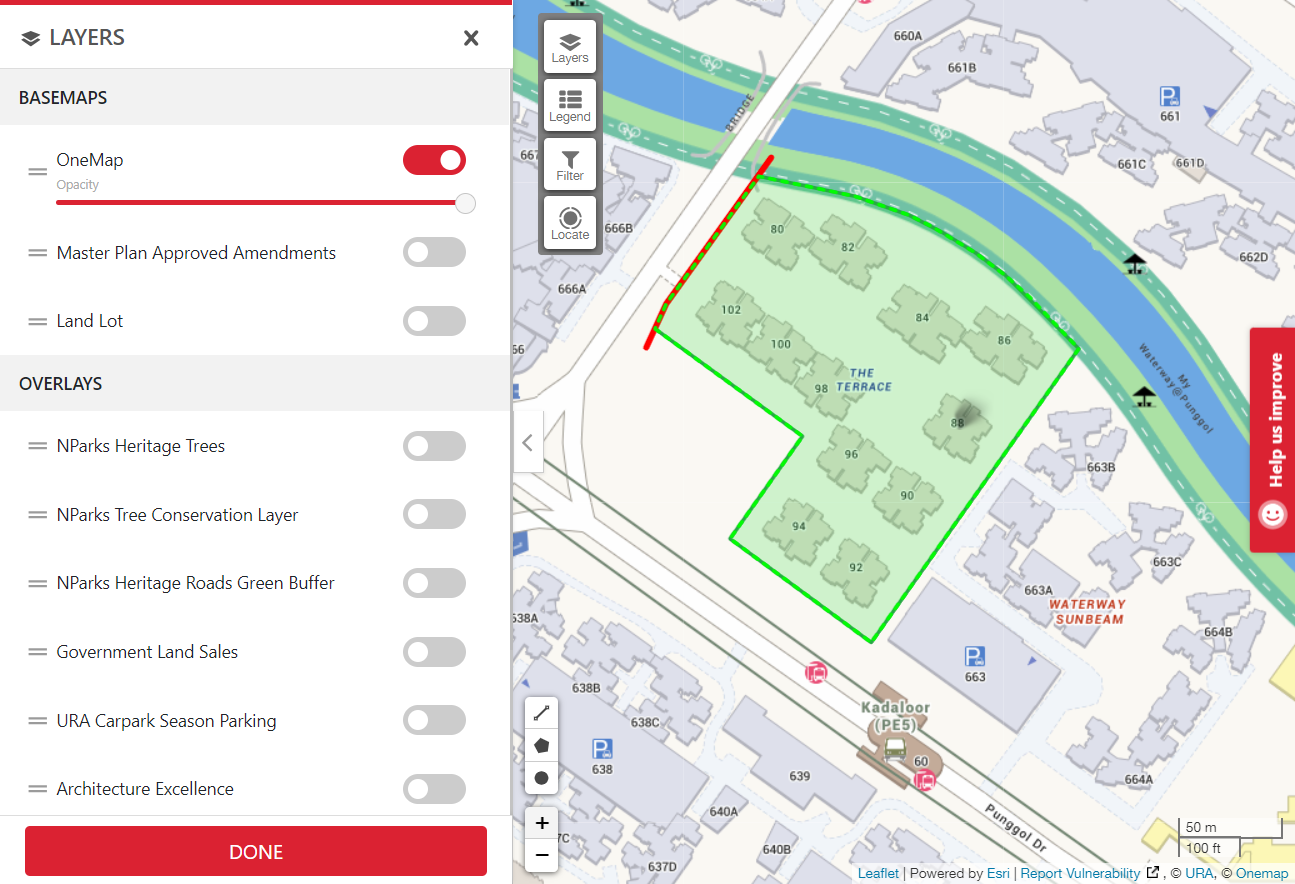 LAYERS
BASEMAPS
OneMap
Opacity
Master Plan Approved Amendments
Land Lot
OVERLAYS
NParks Heritage Trees
NParks Tree Conservation Layer
NParks Heritage Roads Green Buffer
Government Land Sales
URA Carpark Season Parking
Architecture Excellence
DONE
Layers
Legend
Filter
Locate
BRIDGE
660A
661B
661
661C
661D
662D
667
666B
666A
66
80
82
84
86
102
100
98
THE
TERRACE
88
96
90
94
92
My
Waterway@Punggol
663B
663C
663A
WATERWAY
SUNBEAM
664B
663
664A
638A
638B
638C
638
639
640A
640B
7C
637D
Kadaloor
(PE5)
60
Punggol Dr
Help us improve
+
−
50 m
100 ft
Leaflet | Powered by Esri | Report Vulnerability , © URA, © Onemap